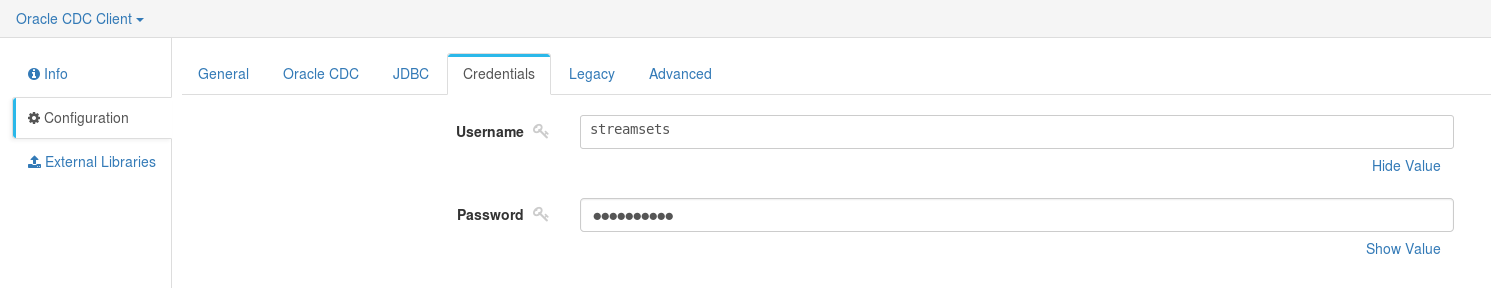 Oracle CDC Client
Info
Configuration
External Libraries
General Oracle CDC JDBC Credentials Legacy Advanced
Username streamsets
Hide Value
Password ●●●●●●●●●●
Show Value